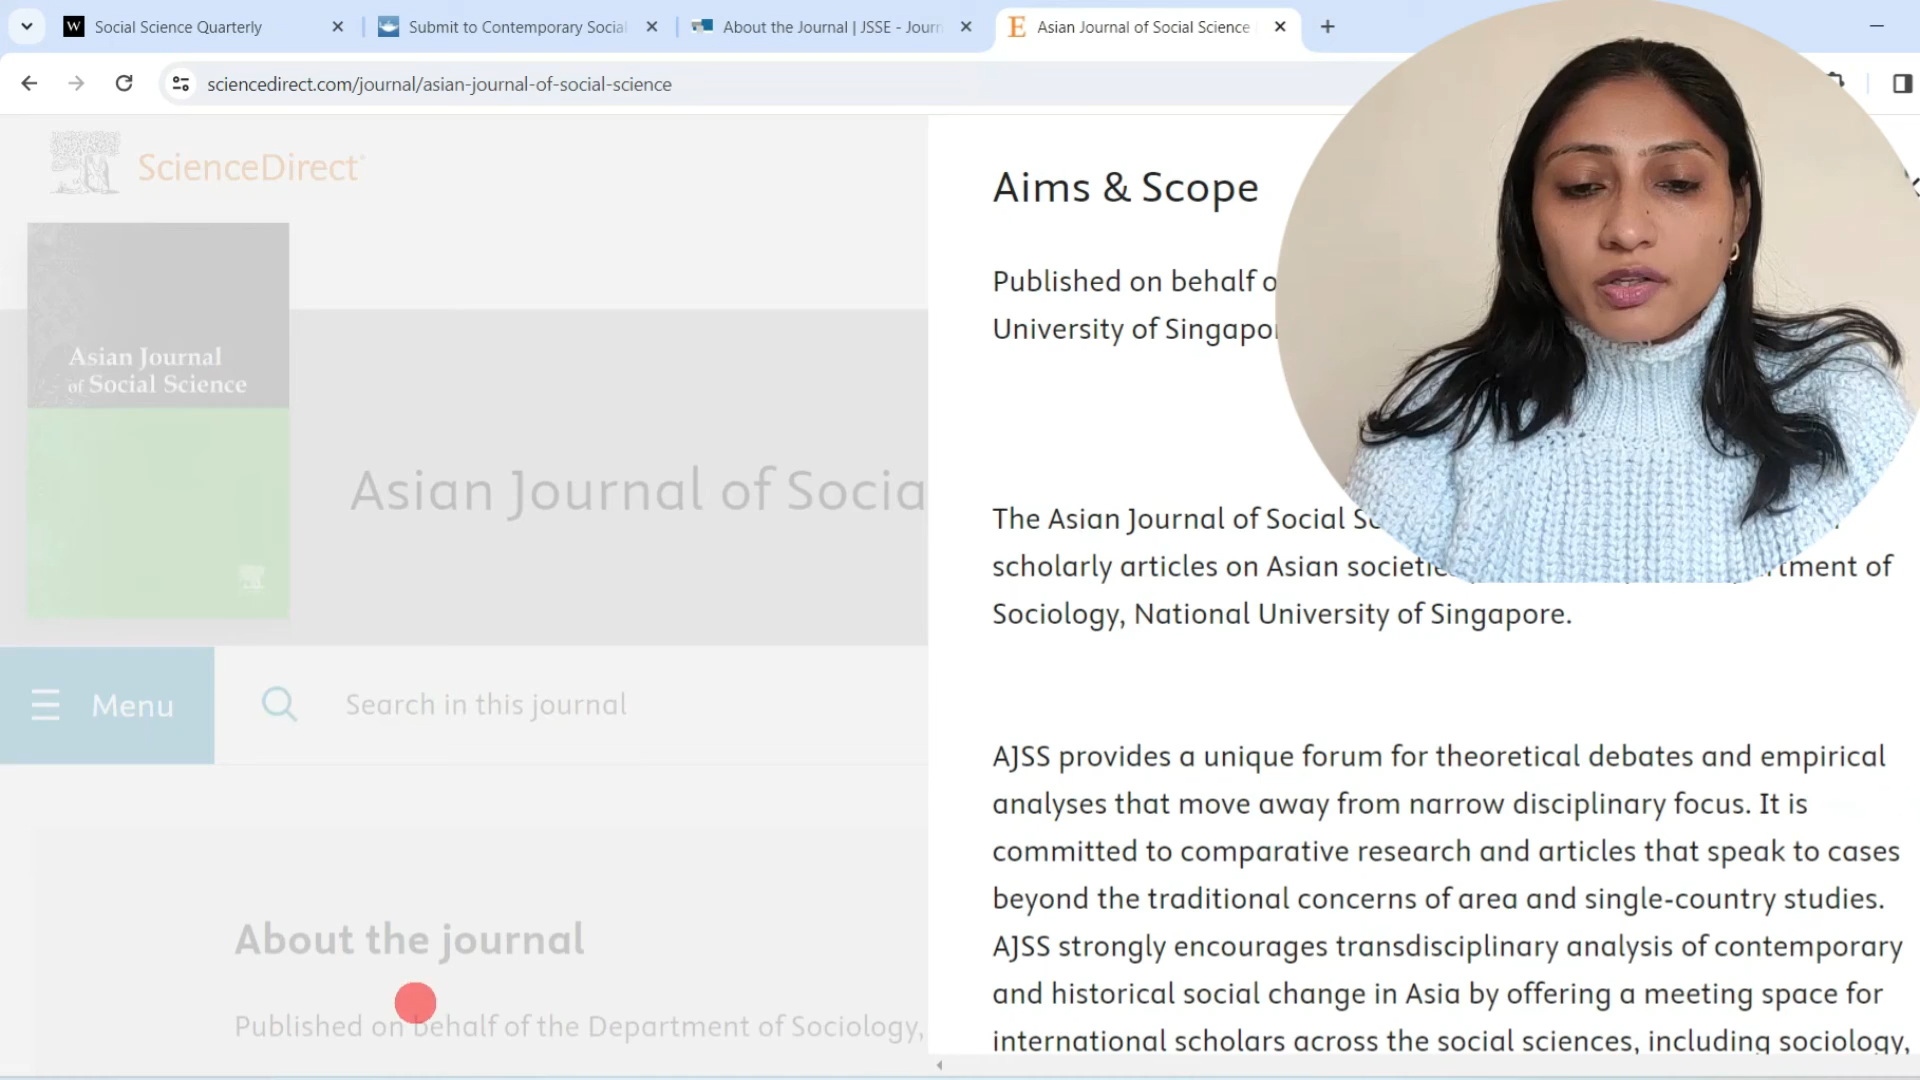 Social Science Quarterly
Submit to Contemporary Social
About the Journal | JSSE - Journ
Asian Journal of Social Science
sciencedirect.com/journal/asian-journal-of-social-science
ScienceDirect
Asian Journal
of Social Science
Asian Journal of Socia
Menu
Search in this journal
About the journal
Published on behalf of the Department of Sociology,
Aims & Scope
Published on behalf o
University of Singapo
The Asian Journal of Social Sc
scholarly articles on Asian societie tment of
Sociology, National University of Singapore.
AJSS provides a unique forum for theoretical debates and empirical
analyses that move away from narrow disciplinary focus. It is
committed to comparative research and articles that speak to cases
beyond the traditional concerns of area and single-country studies.
AJSS strongly encourages transdisciplinary analysis of contemporary
and historical social change in Asia by offering a meeting space for
international scholars across the social sciences, including sociology,